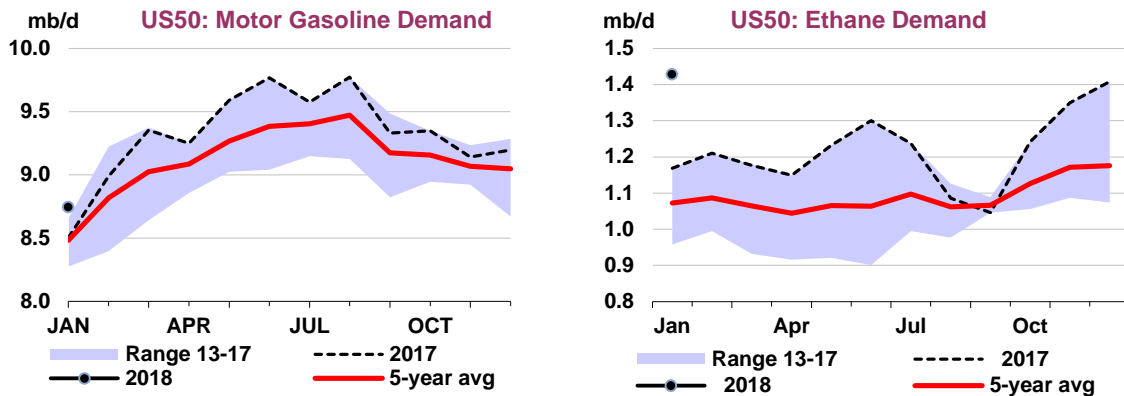 mb/d
US50: Motor Gasoline Demand
10.0
9.5
9.0
8.5
8.0
JAN APR JUL OCT
Range 13-17
2017
2018
5-year avg
mb/d
US50: Ethane Demand
1.5
1.4
1.3
1.2
1.1
1.0
0.9
0.8
Jan Apr Jul Oct
Range 13-17
2017
2018
5-year avg